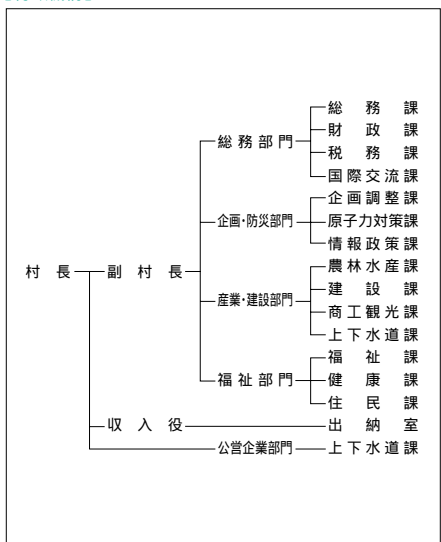 総務課
財政課
総務部門
税務課
国際交流課
企画調整課
企画・防災部門
原子力対策課
情報政策課
農林水産課
村長
副村長
建設課
産業・建設部門
商工観光課
上下水道課
福祉課
福祉部門
健康課
住民課
収入役
出納室
公営企業部門
上下水道課